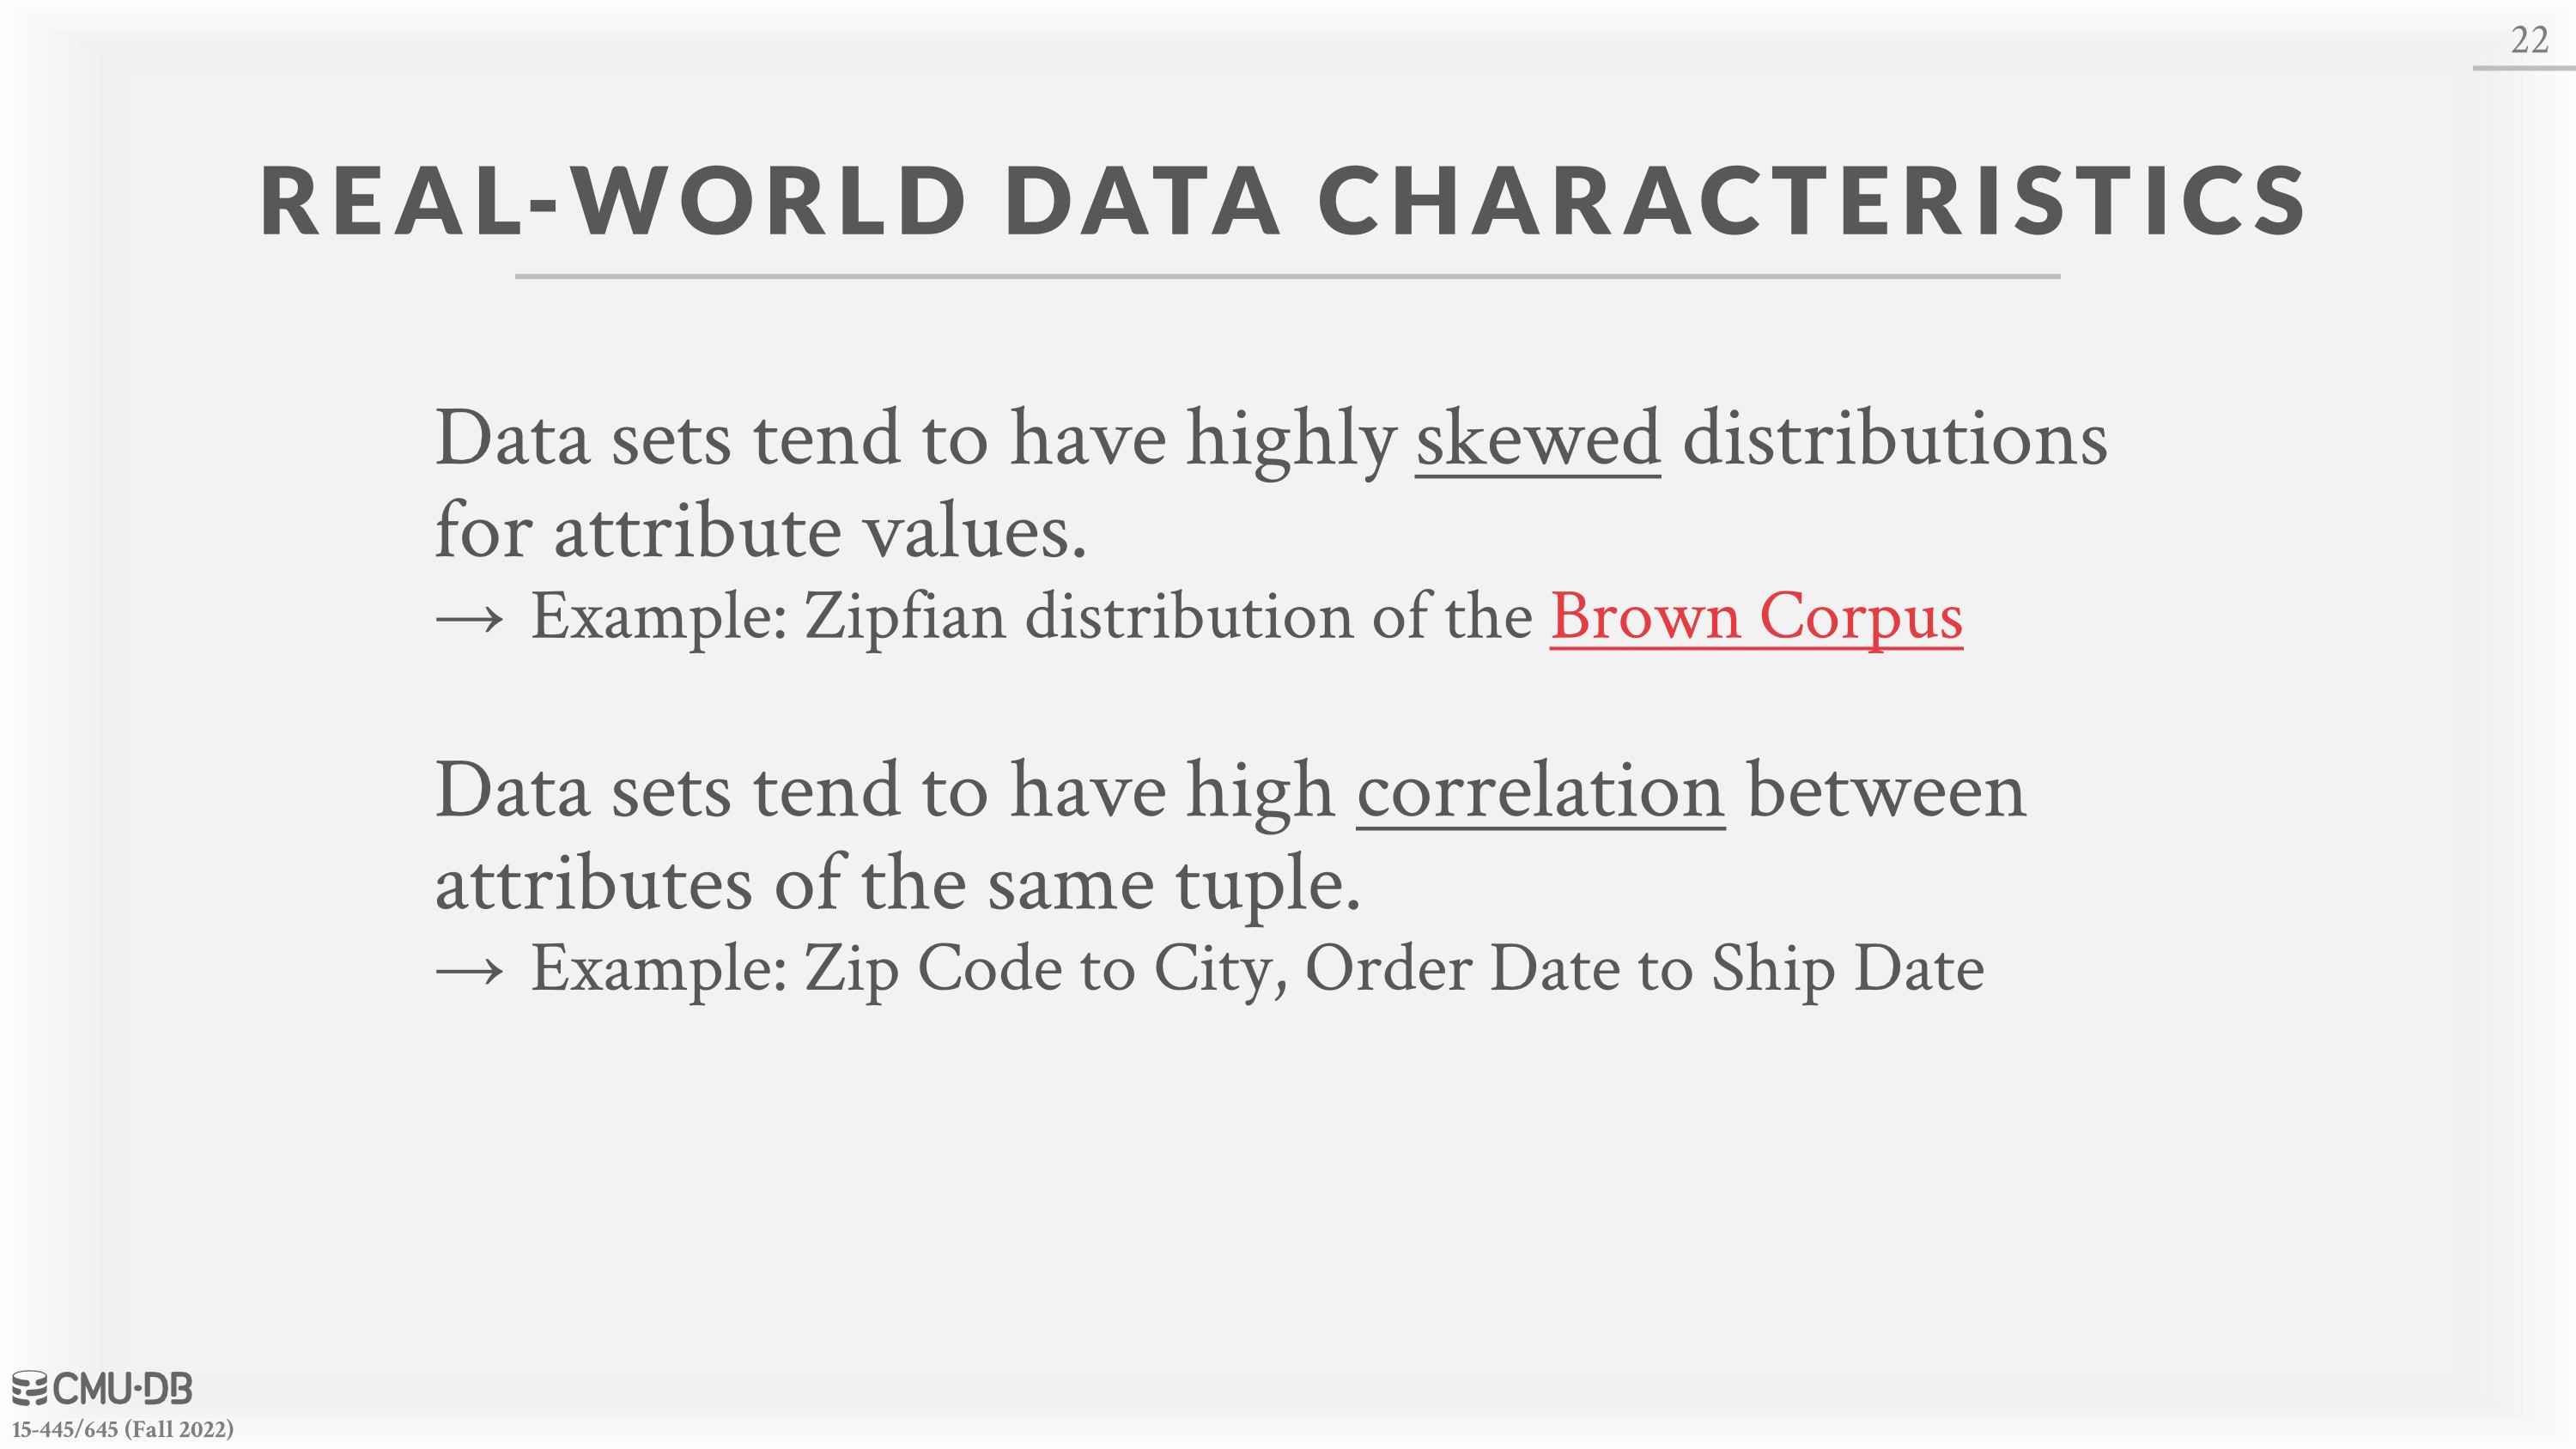 22
REAL-WORLD DATA CHARACTERISTICS
Data sets tend to have highly skewed distributions
for attribute values.
→ Example: Zipfian distribution of the Brown Corpus
Data sets tend to have high correlation between
attributes of the same tuple.
→ Example: Zip Code to City, Order Date to Ship Date
CMU·DB
15-445/645 (Fall 2022)